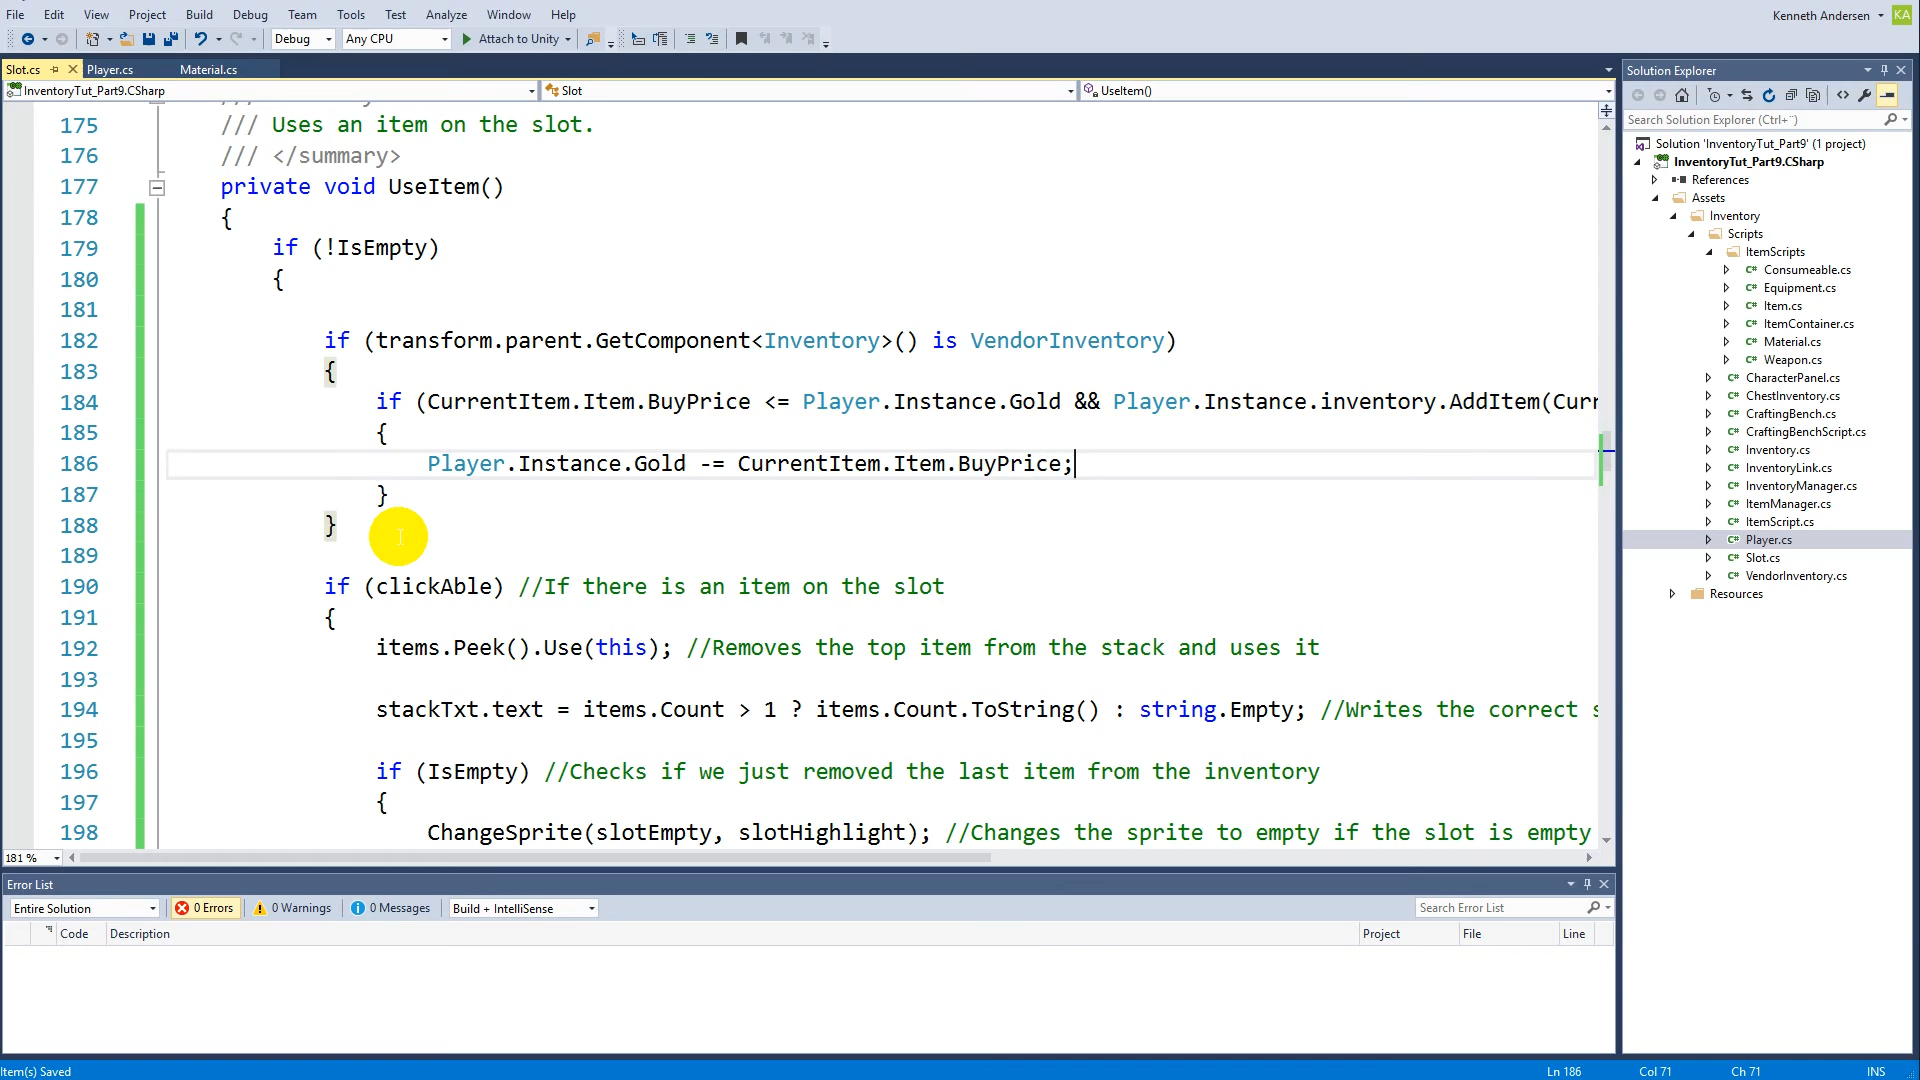 File Edit View Project Build Debug Team Tools Test Analyze Window Help
Kenneth Andersen KA
Debug Any CPU Attach to Unity
Slot.cs Player.cs Material.cs
InventoryTut_Part9.CSharp Slot UseItem()
175 /// Uses an item on the slot.
176 /// </summary>
177 private void UseItem()
178 {
179 if (!IsEmpty)
180 {
181
182 if (transform.parent.GetComponent<Inventory>() is VendorInventory)
183 {
184 if (CurrentItem.Item.BuyPrice <= Player.Instance.Gold && Player.Instance.inventory.AddItem(Curr
185 {
186 Player.Instance.Gold -= CurrentItem.Item.BuyPrice;
187 }
188 }
189
190 if (clickAble) //If there is an item on the slot
191 {
192 items.Peek().Use(this); //Removes the top item from the stack and uses it
193
194 stackTxt.text = items.Count > 1 ? items.Count.ToString() : string.Empty; //Writes the correct s
195
196 if (IsEmpty) //Checks if we just removed the last item from the inventory
197 {
198 ChangeSprite(slotEmpty, slotHighlight); //Changes the sprite to empty if the slot is empty
181 %
Solution Explorer
Search Solution Explorer (Ctrl+¨)
Solution 'InventoryTut_Part9' (1 project)
InventoryTut_Part9.CSharp
References
Assets
Inventory
Scripts
ItemScripts
Consumeable.cs
Equipment.cs
Item.cs
ItemContainer.cs
Material.cs
Weapon.cs
CharacterPanel.cs
ChestInventory.cs
CraftingBench.cs
CraftingBenchScript.cs
Inventory.cs
InventoryLink.cs
InventoryManager.cs
ItemManager.cs
ItemScript.cs
Player.cs
Slot.cs
VendorInventory.cs
Resources
Error List
Entire Solution 0 Errors 0 Warnings 0 Messages Build + IntelliSense Search Error List
Code Description Project File Line
Item(s) Saved Ln 186 Col 71 Ch 71 INS